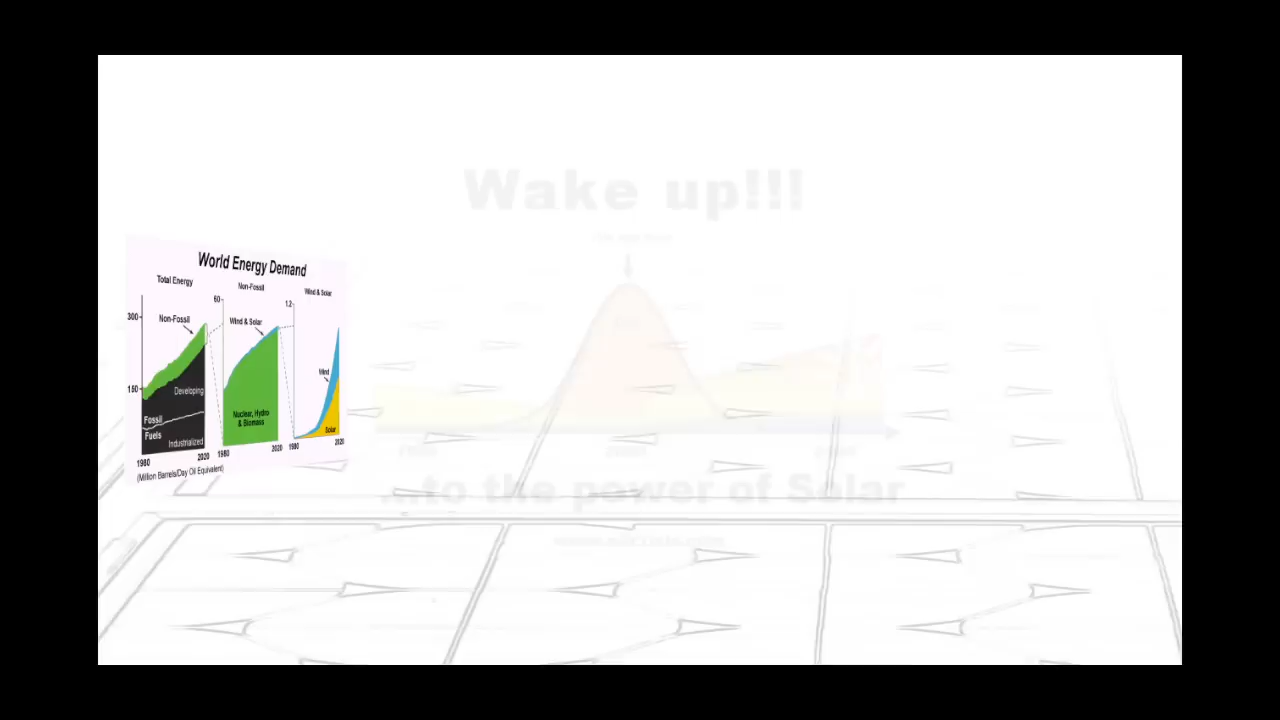 Wake up!!!
World Energy Demand
Total Energy
Non-Fossil
Wind & Solar
300
60
1.2
Non-Fossil
Wind & Solar
Wind
150
Developing
Fossil
Fuels
Industrialized
Nuclear, Hydro
& Biomass
Solar
1980
2020
1980
2020
1980
2020
(Million Barrels/Day Oil Equivalent)
...to the power of Solar